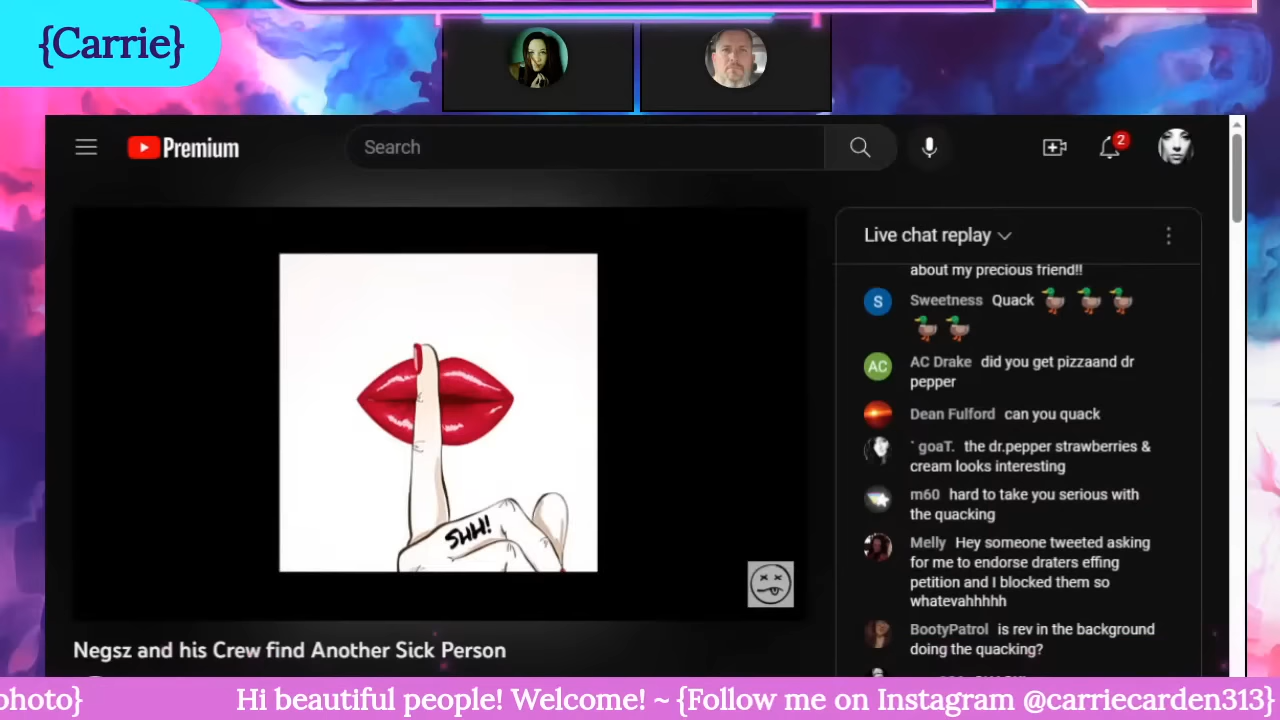 {Carrie}
Premium
Search
2
Live chat replay
about my precious friend!!
S
Sweetness Quack
AC
AC Drake did you get pizzaand dr
pepper
Dean Fulford can you quack
` goaT. the dr.pepper strawberries &
cream looks interesting
m60 hard to take you serious with
the quacking
Melly Hey someone tweeted asking
for me to endorse draters effing
petition and I blocked them so
whatevahhhhh
BootyPatrol is rev in the background
doing the quacking?
SHH!
Negsz and his Crew find Another Sick Person
photo} Hi beautiful people! Welcome! ~ {Follow me on Instagram @carriecarden313}